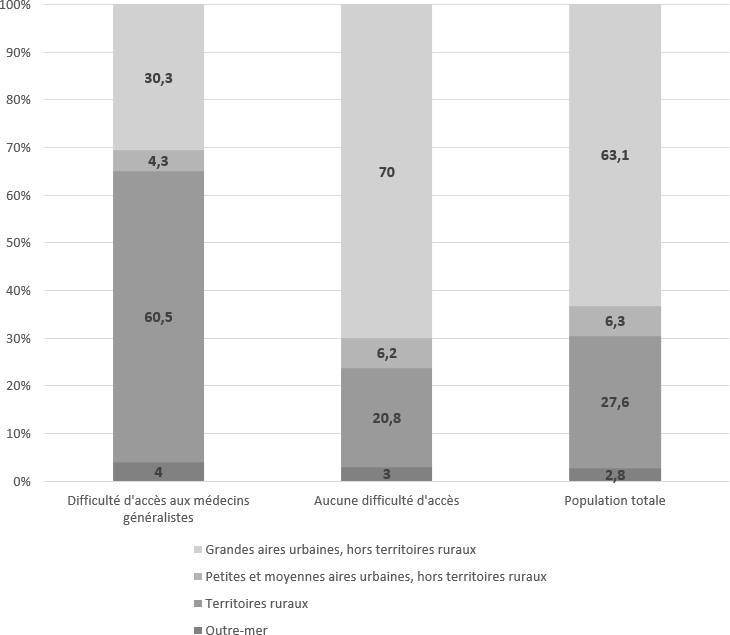 100%
90%
80%
70%
60%
50%
40%
30%
20%
10%
0%
30,3
4,3
60,5
4
70
6,2
20,8
3
63,1
6,3
27,6
2,8
Difficulté d'accès aux médecins
généralistes
Aucune difficulté d'accès
Population totale
Grandes aires urbaines, hors territoires ruraux
Petites et moyennes aires urbaines, hors territoires ruraux
Territoires ruraux
Outre-mer